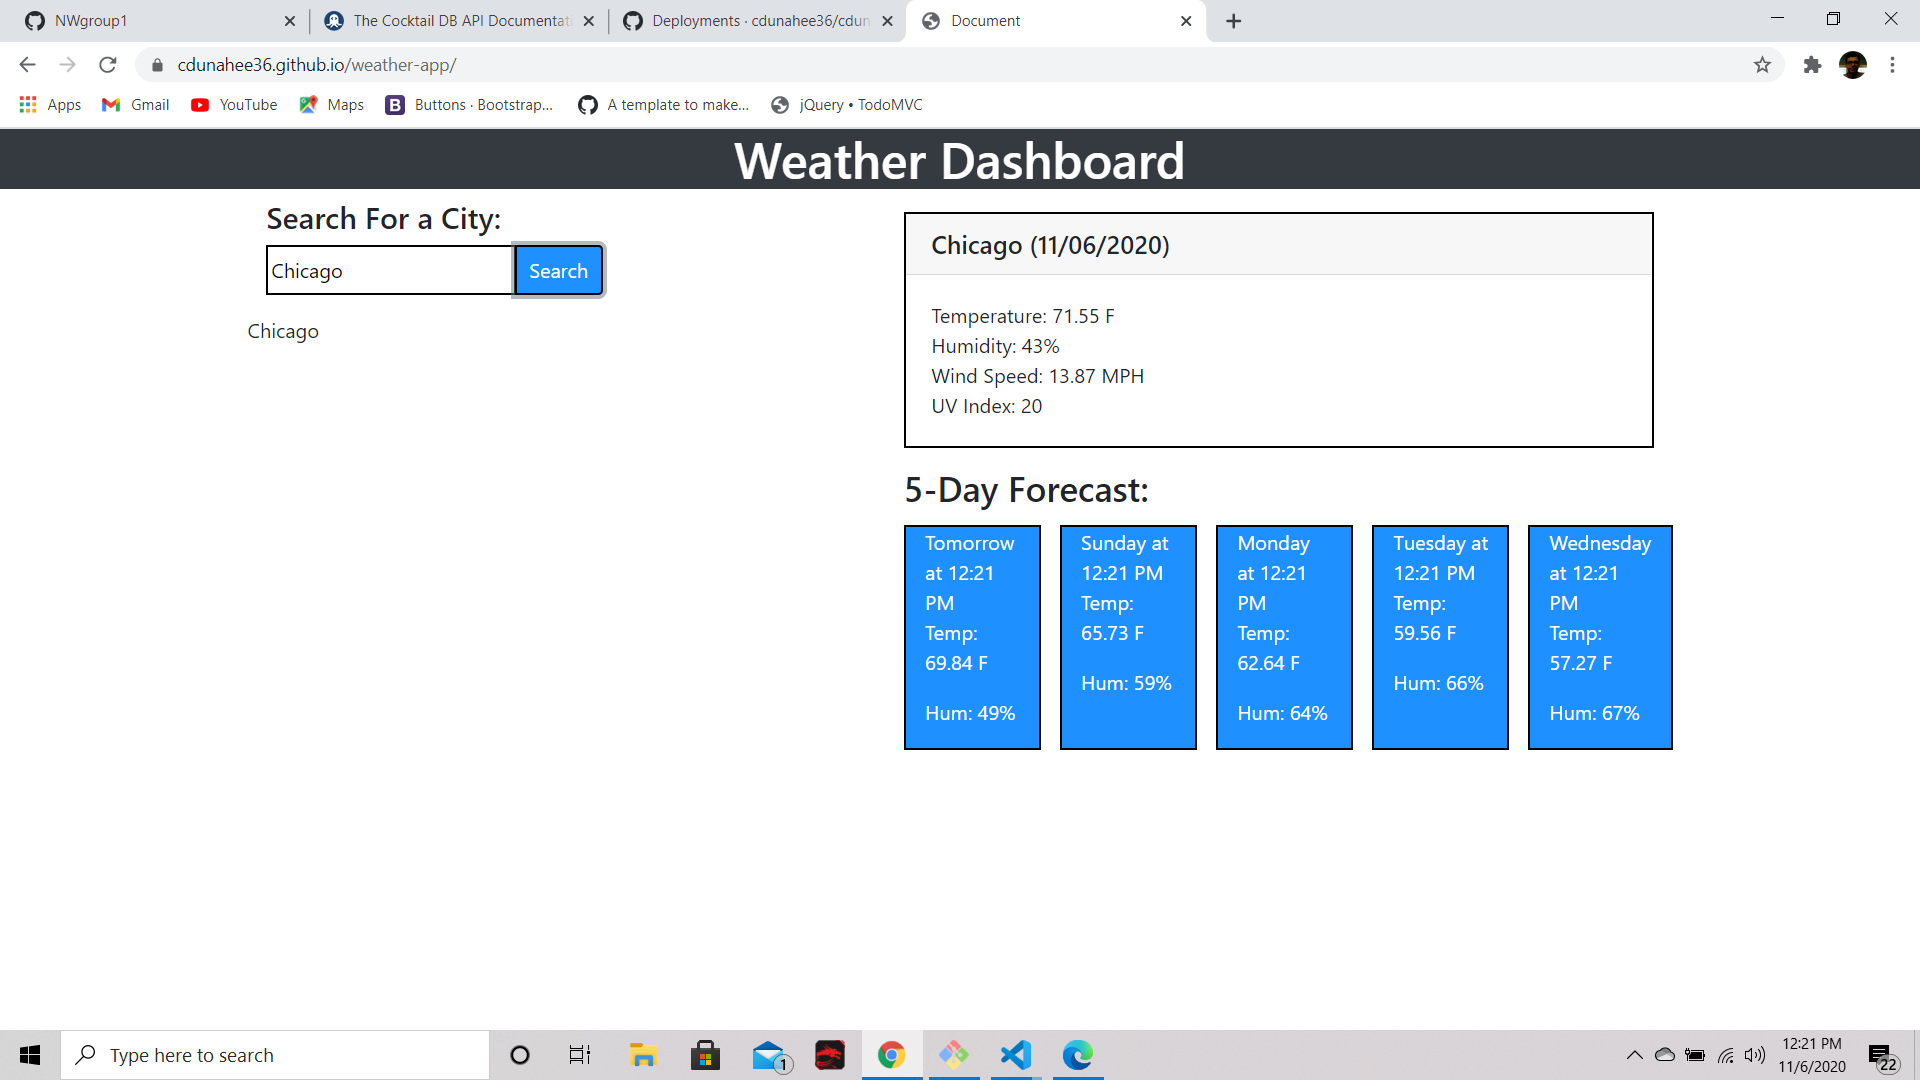 NWgroup1
The Cocktail DB API Documentat
Deployments · cdunahee36/cdun
Document
cdunahee36.github.io/weather-app/
Apps
Gmail
YouTube
Maps
B
Buttons · Bootstrap...
A template to make...
jQuery • TodoMVC
Weather Dashboard
Search For a City:
Chicago
Search
Chicago
Chicago (11/06/2020)
Temperature: 71.55 F
Humidity: 43%
Wind Speed: 13.87 MPH
UV Index: 20
5-Day Forecast:
Tomorrow
at 12:21
PM
Temp:
69.84 F
Hum: 49%
Sunday at
12:21 PM
Temp:
65.73 F
Hum: 59%
Monday
at 12:21
PM
Temp:
62.64 F
Hum: 64%
Tuesday at
12:21 PM
Temp:
59.56 F
Hum: 66%
Wednesday
at 12:21
PM
Temp:
57.27 F
Hum: 67%
Type here to search
1
12:21 PM
11/6/2020
22